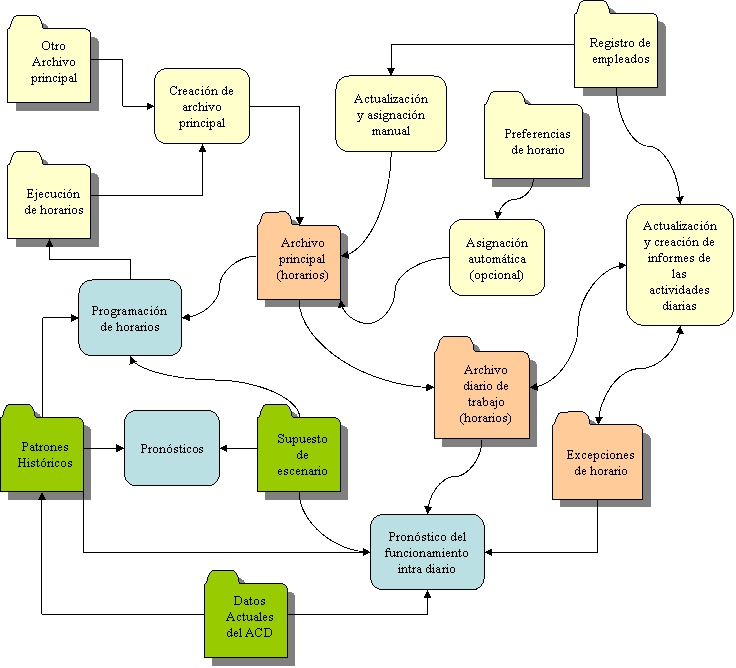 Otro
Archivo
principal
Creación de
archivo
principal
Actualización
y asignación
manual
Registro de
empleados
Preferencias
de horario
Ejecución
de horarios
Archivo
principal
(horarios)
Asignación
automática
(opcional)
Actualización
y creación de
informes de
las
actividades
diarias
Programación
de horarios
Archivo
diario de
trabajo
(horarios)
Patrones
Históricos
Pronósticos
Supuesto
de
escenario
Excepciones
de horario
Pronóstico del
funcionamiento
intra diario
Datos
Actuales
del ACD